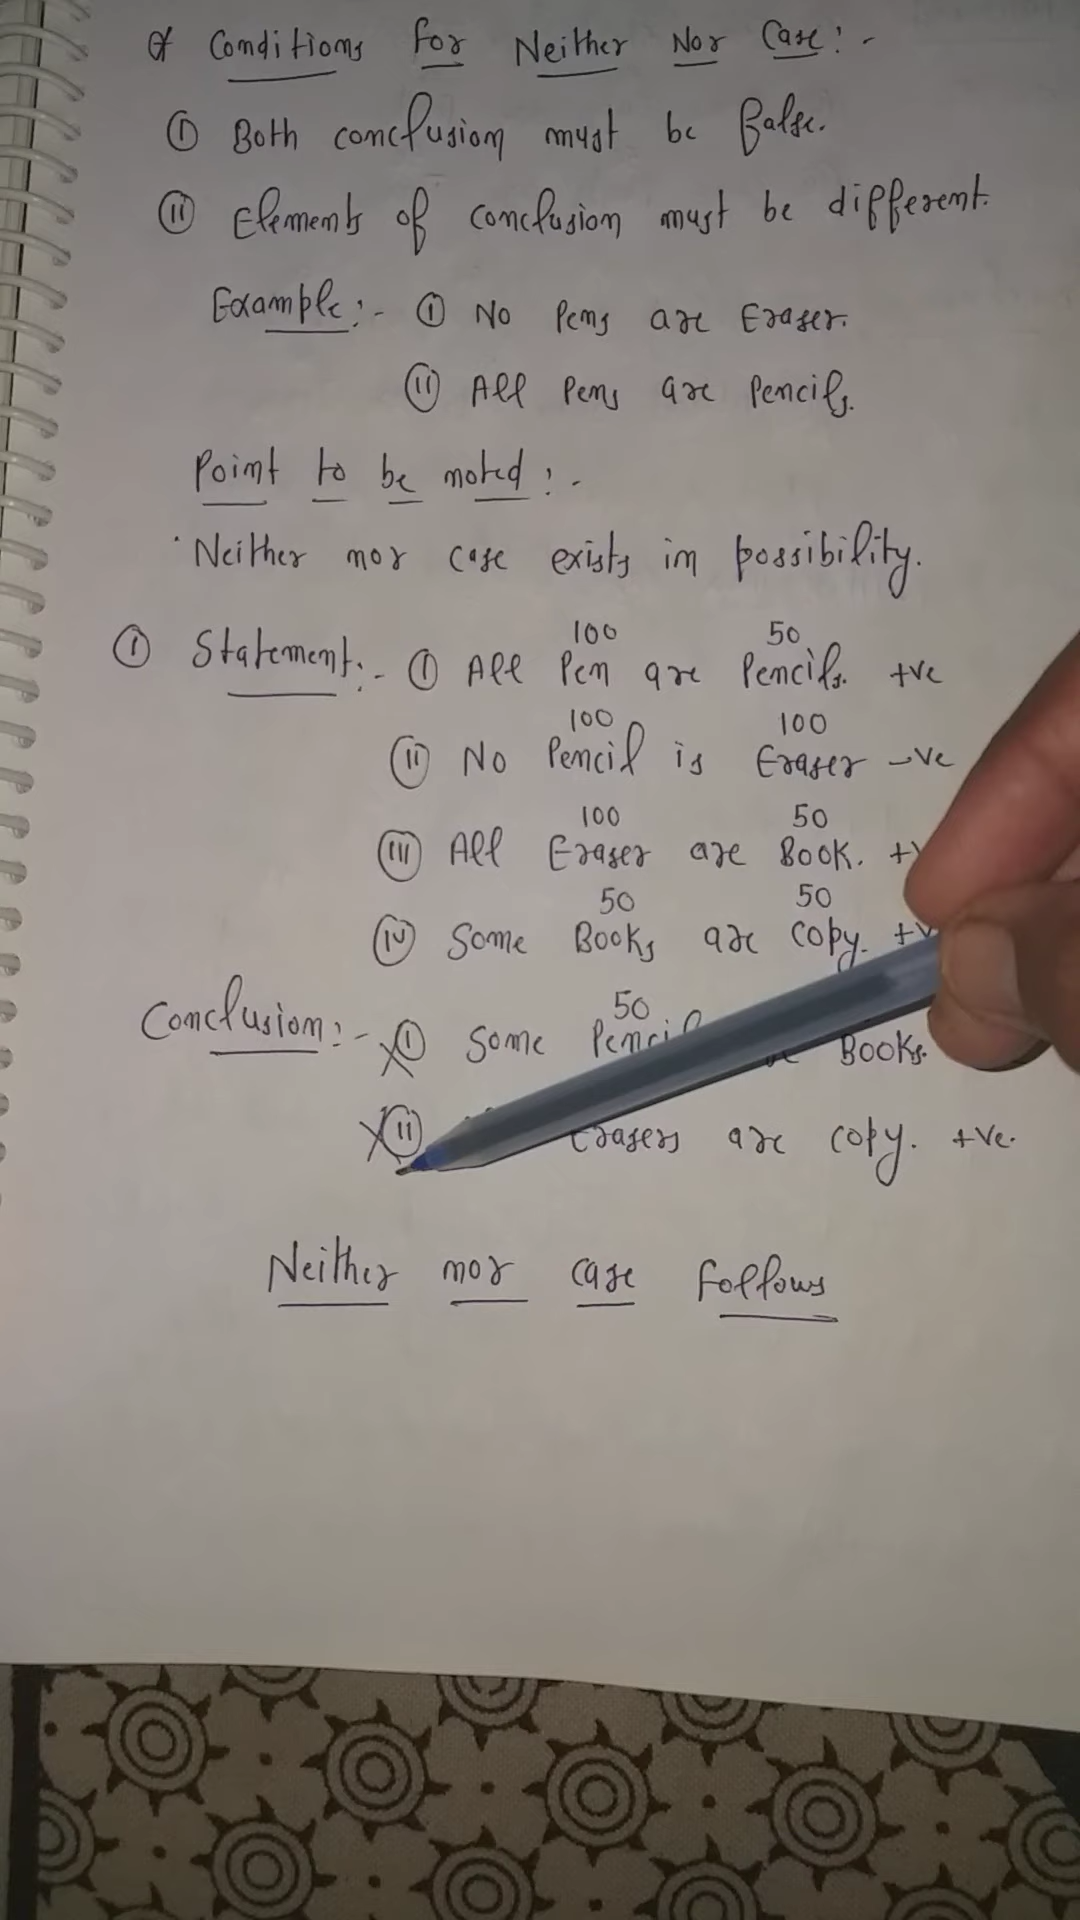 Conditions for Neither Nor Case:-
(i) Both conclusion must be false.
(ii) Elements of conclusion must be different.
Example:- (i) No Pens are Eraser.
(ii) All Pens are Pencils.
Point to be noted:-
Neither nor case exists in possibility.
100 50
(i) Statement:- (i) All Pen are Pencils. +ve
100 100
(ii) No Pencil is Eraser -ve
100 50
(iii) All Eraser are Book.
50 50
(iv) Some Books are copy.
50
Conclusion:- (i) Some Books.
(ii) Erasers are copy. +ve.
Neither nor case follows